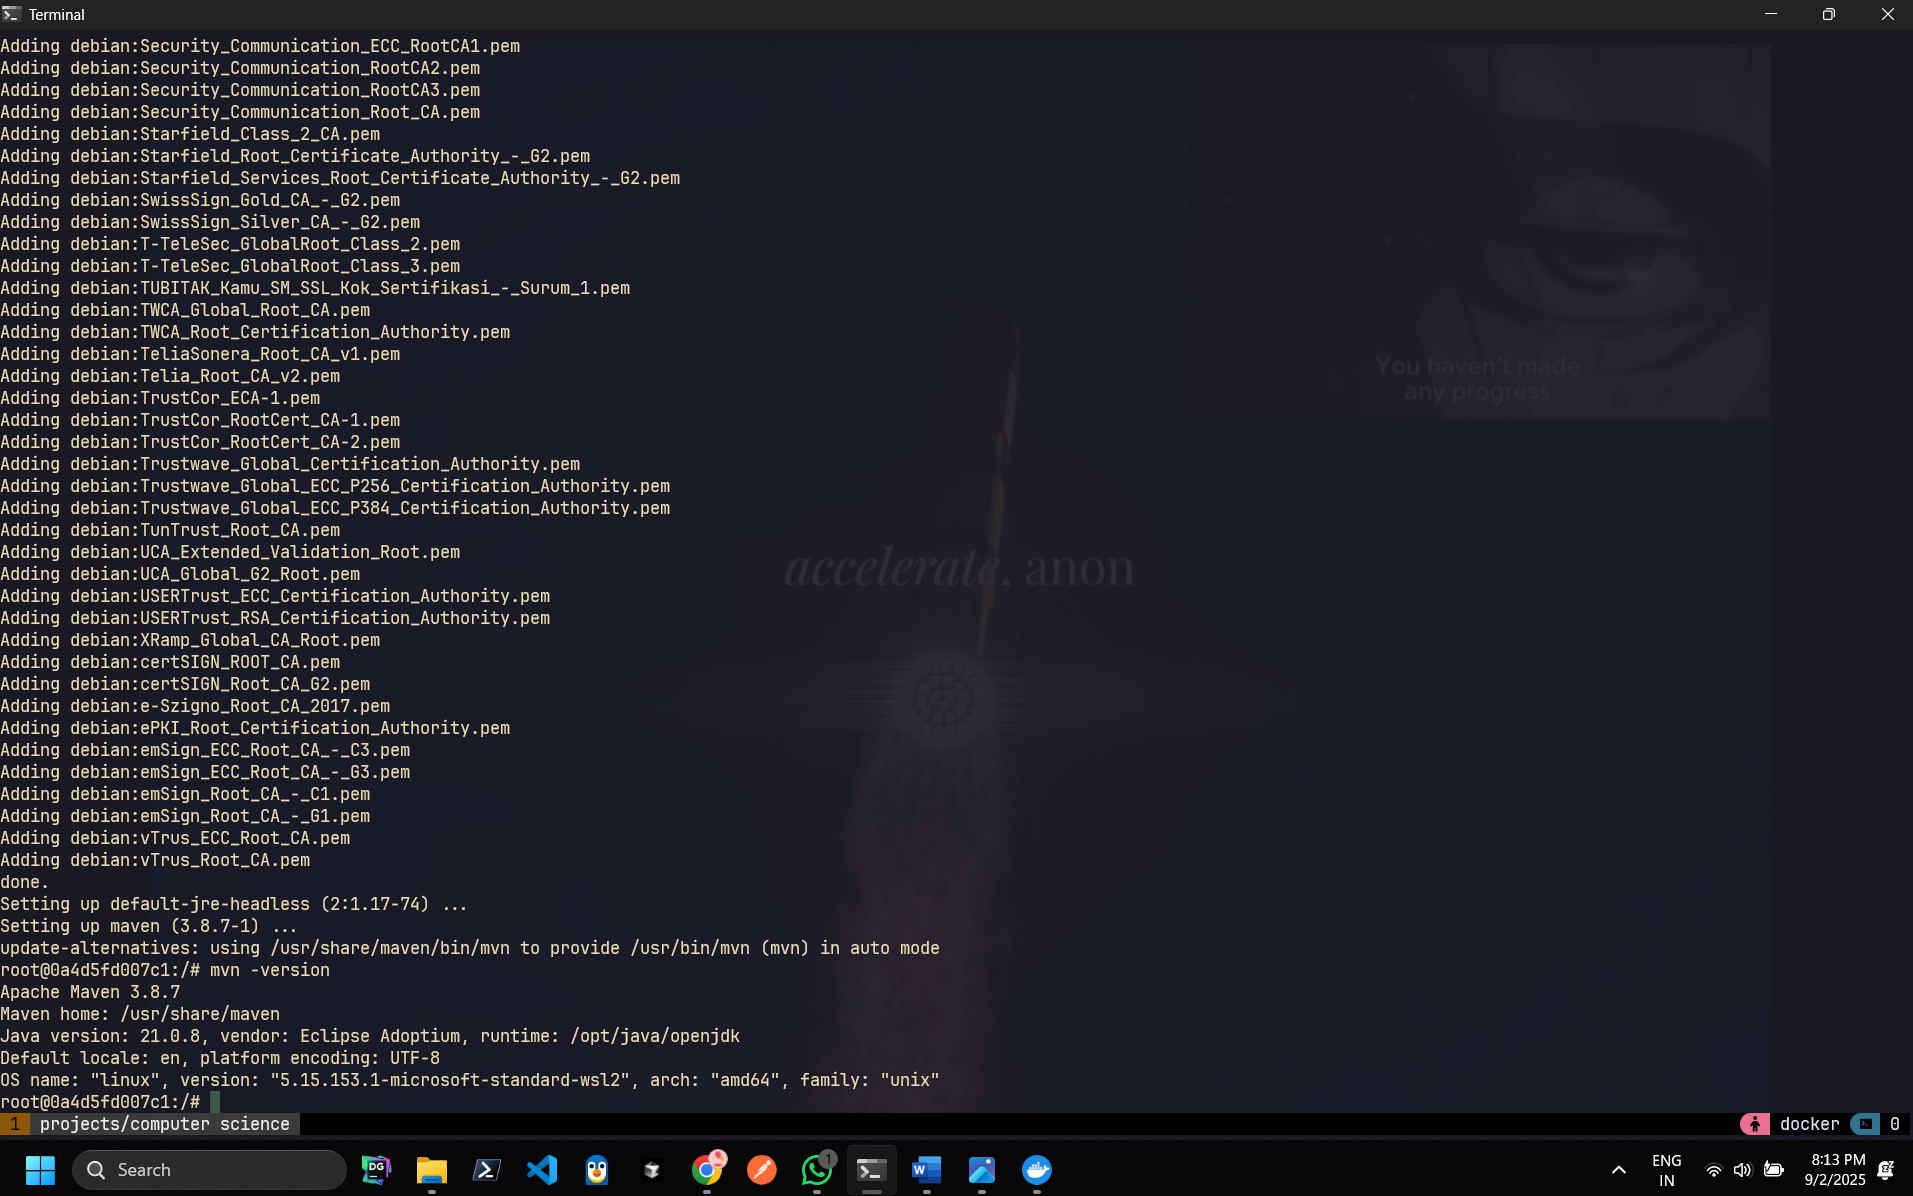 Terminal
Adding debian:Security_Communication_ECC_RootCA1.pem
Adding debian:Security_Communication_RootCA2.pem
Adding debian:Security_Communication_RootCA3.pem
Adding debian:Security_Communication_Root_CA.pem
Adding debian:Starfield_Class_2_CA.pem
Adding debian:Starfield_Root_Certificate_Authority_-_G2.pem
Adding debian:Starfield_Services_Root_Certificate_Authority_-_G2.pem
Adding debian:SwissSign_Gold_CA_-_G2.pem
Adding debian:SwissSign_Silver_CA_-_G2.pem
Adding debian:T-TeleSec_GlobalRoot_Class_2.pem
Adding debian:T-TeleSec_GlobalRoot_Class_3.pem
Adding debian:TUBITAK_Kamu_SM_SSL_Kok_Sertifikasi_-_Surum_1.pem
Adding debian:TWCA_Global_Root_CA.pem
Adding debian:TWCA_Root_Certification_Authority.pem
Adding debian:TeliaSonera_Root_CA_v1.pem
Adding debian:Telia_Root_CA_v2.pem
Adding debian:TrustCor_ECA-1.pem
Adding debian:TrustCor_RootCert_CA-1.pem
Adding debian:TrustCor_RootCert_CA-2.pem
Adding debian:Trustwave_Global_Certification_Authority.pem
Adding debian:Trustwave_Global_ECC_P256_Certification_Authority.pem
Adding debian:Trustwave_Global_ECC_P384_Certification_Authority.pem
Adding debian:TunTrust_Root_CA.pem
Adding debian:UCA_Extended_Validation_Root.pem
Adding debian:UCA_Global_G2_Root.pem
Adding debian:USERTrust_ECC_Certification_Authority.pem
Adding debian:USERTrust_RSA_Certification_Authority.pem
Adding debian:XRamp_Global_CA_Root.pem
Adding debian:certSIGN_ROOT_CA.pem
Adding debian:certSIGN_Root_CA_G2.pem
Adding debian:e-Szigno_Root_CA_2017.pem
Adding debian:ePKI_Root_Certification_Authority.pem
Adding debian:emSign_ECC_Root_CA_-_C3.pem
Adding debian:emSign_ECC_Root_CA_-_G3.pem
Adding debian:emSign_Root_CA_-_C1.pem
Adding debian:emSign_Root_CA_-_G1.pem
Adding debian:vTrus_ECC_Root_CA.pem
Adding debian:vTrus_Root_CA.pem
done.
Setting up default-jre-headless (2:1.17-74) ...
Setting up maven (3.8.7-1) ...
update-alternatives: using /usr/share/maven/bin/mvn to provide /usr/bin/mvn (mvn) in auto mode
root@0a4d5fd007c1:/# mvn -version
Apache Maven 3.8.7
Maven home: /usr/share/maven
Java version: 21.0.8, vendor: Eclipse Adoptium, runtime: /opt/java/openjdk
Default locale: en, platform encoding: UTF-8
OS name: "linux", version: "5.15.153.1-microsoft-standard-wsl2", arch: "amd64", family: "unix"
root@0a4d5fd007c1:/#
You haven't made
any progress
accelerate, anon
1 projects/computer science
docker 0
Search
DG
W
1
ENG
IN
8:13 PM
9/2/2025